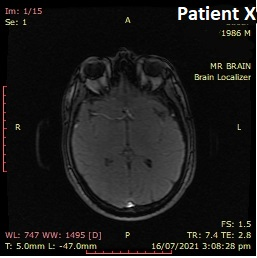 Im: 1/15
Se: 1
Patient X
A
1986 M
MR BRAIN
Brain Localizer
R
L
WL: 747 WW: 1495 [D]
T: 5.0mm L: -47.0mm
P
FS: 1.5
TR: 7.4 TE: 2.8
16/07/2021 3:08:28 pm